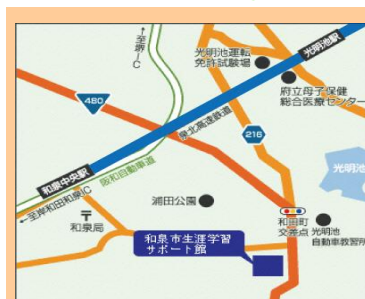 至堺IC
光明池運転
免許試験場
光明池駅
府立母子保健
総合医療センター
480
216
泉北高速鉄道
和泉中央駅
阪和自動車道
至岸和田和泉IC
光明池
浦田公園
〒
和泉局
和田町
交差点
光明池
自動車教習所
和泉市生涯学習
サポート館